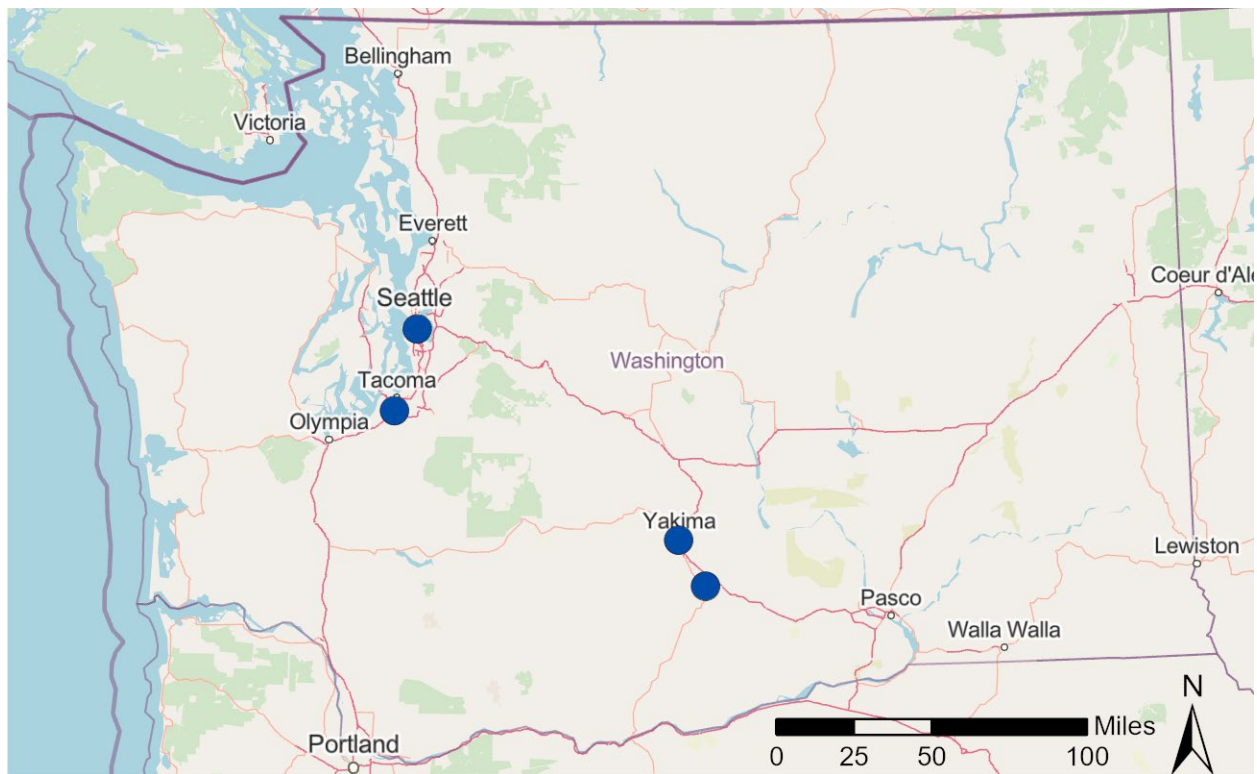 Bellingham
Victoria
Everett
Seattle
Coeur d'Ale
Washington
Tacoma
Olympia
Yakima
Lewiston
Pasco
Walla Walla
N
Miles
0 25 50 100
Portland